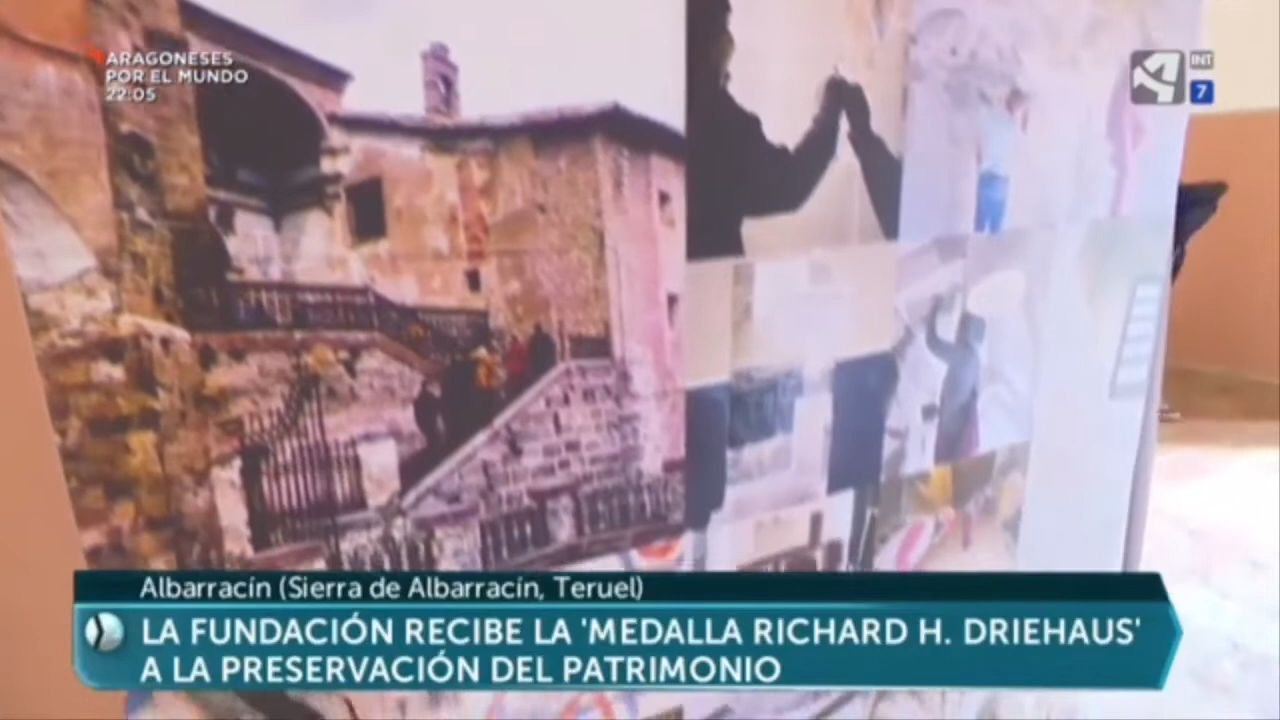 ARAGONESES
POR EL MUNDO
22:05
INT
7
Albarracín (Sierra de Albarracín, Teruel)
LA FUNDACIÓN RECIBE LA 'MEDALLA RICHARD H. DRIEHAUS'
A LA PRESERVACIÓN DEL PATRIMONIO